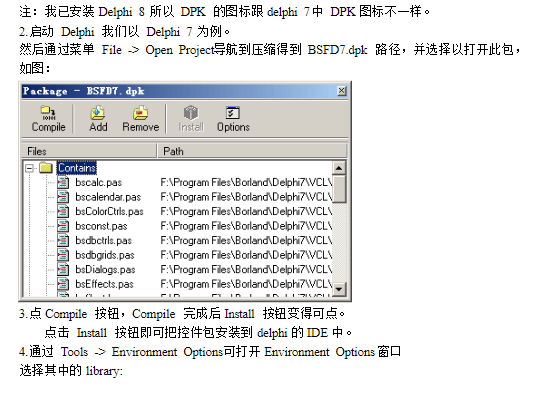 注：我已安装 Delphi 8 所以 DPK 的图标跟 delphi 7 中 DPK 图标不一样。
2.启动 Delphi 我们以 Delphi 7 为例。
然后通过菜单 File -> Open Project导航到压缩得到 BSFD7.dpk 路径，并选择以打开此包，
如图：
Package - BSFD7.dpk
Compile Add Remove Install Options
Files Path
Contains
bscalc.pas F:\Program Files\Borland\Delphi7\VCL\
bscalendar.pas F:\Program Files\Borland\Delphi7\VCL\
bsColorCtrls.pas F:\Program Files\Borland\Delphi7\VCL\
bsconst.pas F:\Program Files\Borland\Delphi7\VCL\
bsdbctrls.pas F:\Program Files\Borland\Delphi7\VCL\
bsdbgrids.pas F:\Program Files\Borland\Delphi7\VCL\
bsDialogs.pas F:\Program Files\Borland\Delphi7\VCL\
bsEffects.pas F:\Program Files\Borland\Delphi7\VCL\
3.点 Compile 按钮，Compile 完成后 Install 按钮变得可点。
点击 Install 按钮即可把控件包安装到 delphi 的 IDE 中。
4.通过 Tools -> Environment Options可打开 Environment Options 窗口
选择其中的 library: